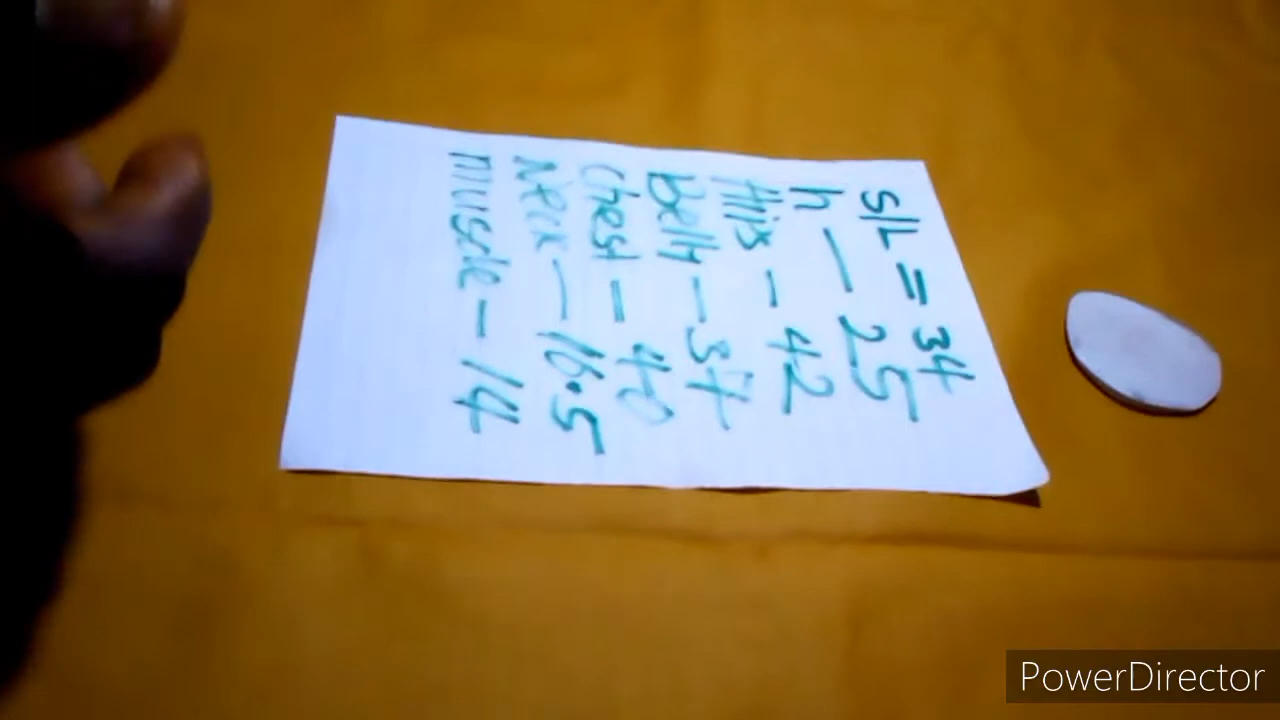 S/L = 34
h — 25
Hips - 42
Belly - 37
Chest = 40
Neck — 16.5
muscle - 14
PowerDirector